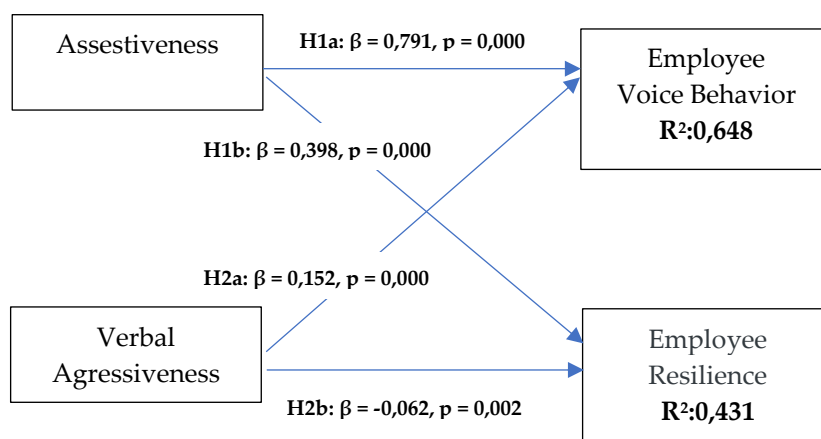 Assestiveness
H1a: β = 0,791, p = 0,000
Employee
Voice Behavior
R²:0,648
H1b: β = 0,398, p = 0,000
H2a: β = 0,152, p = 0,000
Verbal
Agressiveness
Employee
Resilience
R²:0,431
H2b: β = -0,062, p = 0,002